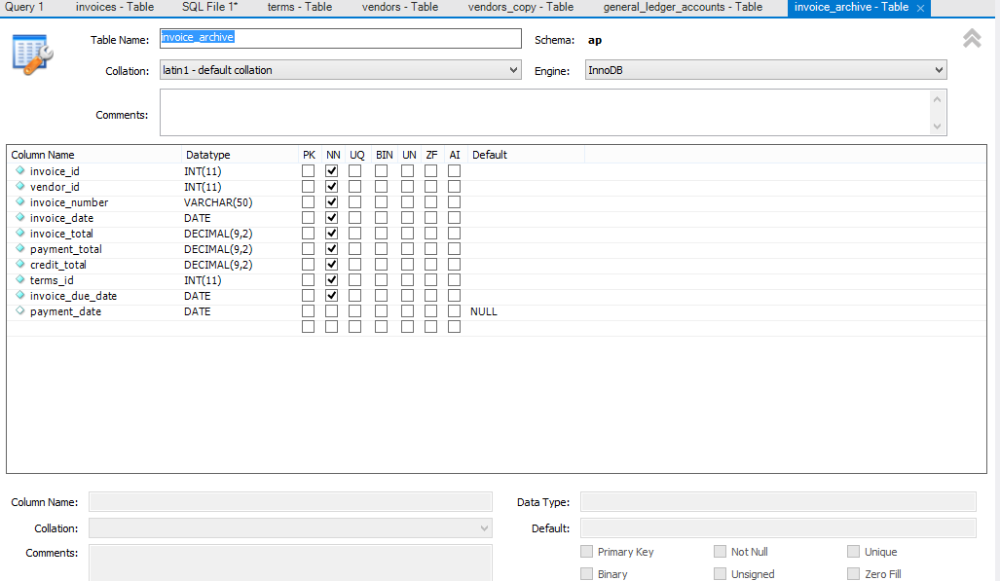 Query 1 invoices - Table SQL File 1* terms - Table vendors - Table vendors_copy - Table general_ledger_accounts - Table invoice_archive - Table ×
Table Name: invoice_archive Schema: ap
Collation: latin1 - default collation Engine: InnoDB
Comments:
Column Name Datatype PK NN UQ BIN UN ZF AI Default
invoice_id INT(11)
vendor_id INT(11)
invoice_number VARCHAR(50)
invoice_date DATE
invoice_total DECIMAL(9,2)
payment_total DECIMAL(9,2)
credit_total DECIMAL(9,2)
terms_id INT(11)
invoice_due_date DATE
payment_date DATE NULL
Column Name: Data Type:
Collation: Default:
Comments: Primary Key Not Null Unique
Binary Unsigned Zero Fill